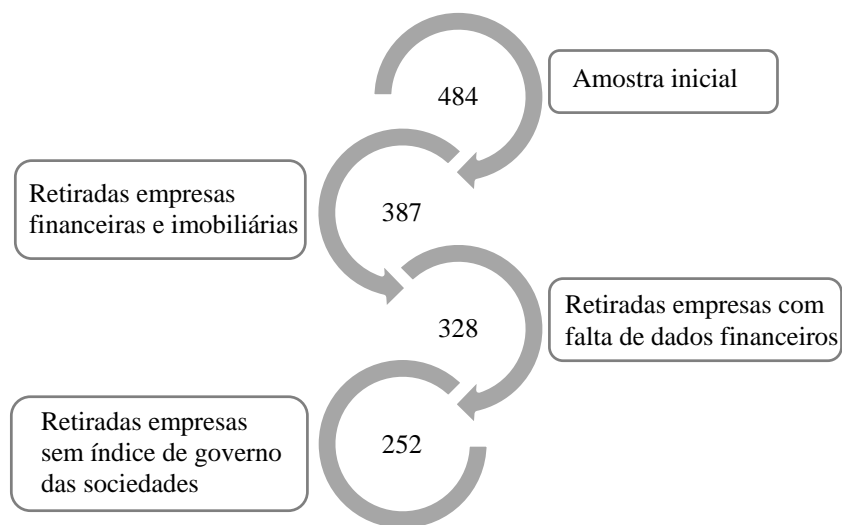 484
Amostra inicial
Retiradas empresas
financeiras e imobiliárias
387
328
Retiradas empresas com
falta de dados financeiros
Retiradas empresas
sem índice de governo
das sociedades
252